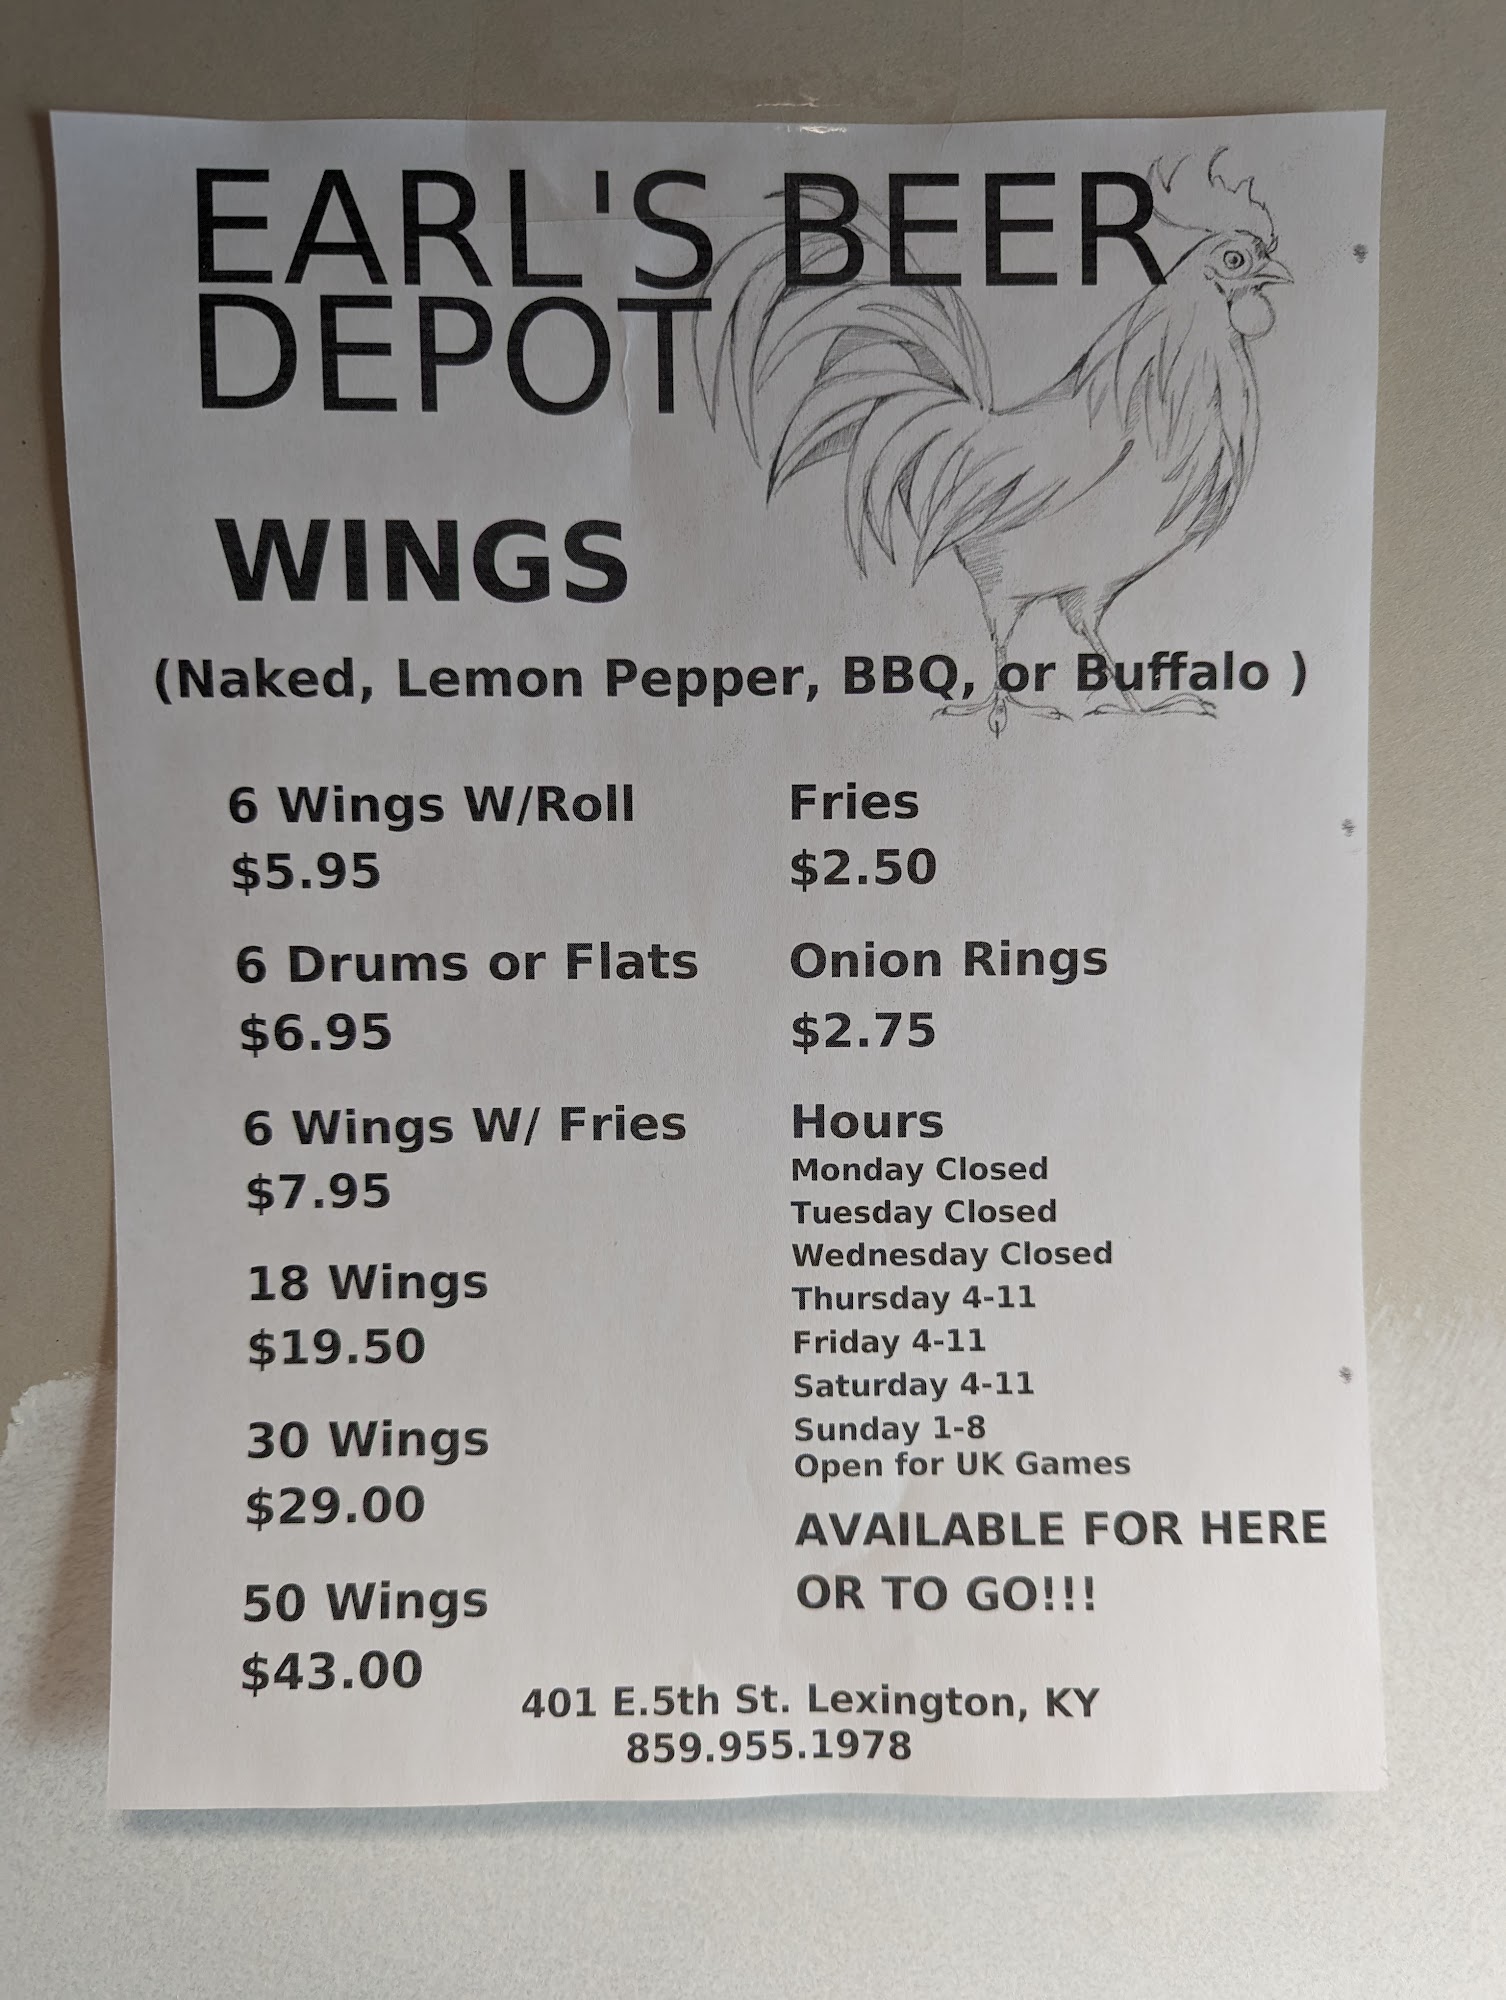 EARL'S BEER
DEPOT
WINGS
(Naked, Lemon Pepper, BBQ, or Buffalo )
6 Wings W/Roll
$5.95
6 Drums or Flats
$6.95
6 Wings W/ Fries
$7.95
18 Wings
$19.50
30 Wings
$29.00
50 Wings
$43.00
Fries
$2.50
Onion Rings
$2.75
Hours
Monday Closed
Tuesday Closed
Wednesday Closed
Thursday 4-11
Friday 4-11
Saturday 4-11
Sunday 1-8
Open for UK Games
AVAILABLE FOR HERE
OR TO GO!!!
401 E.5th St. Lexington, KY
859.955.1978